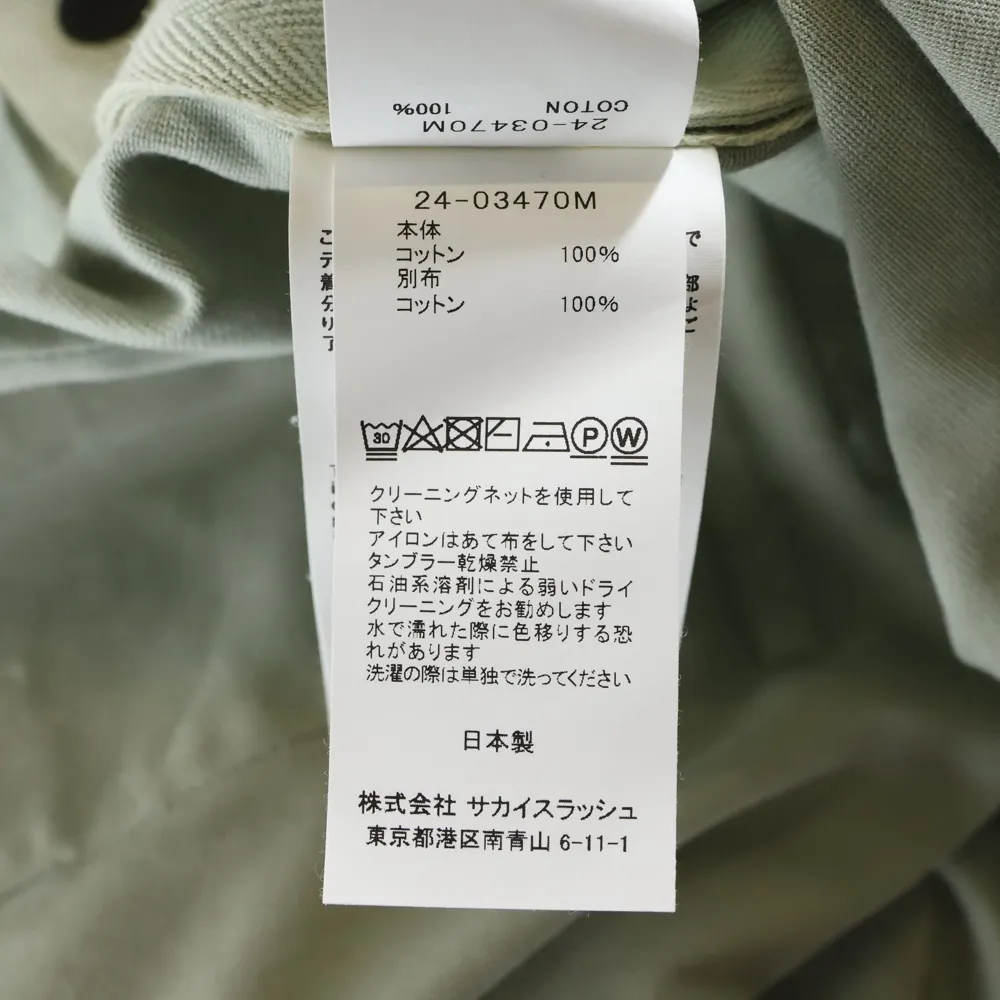 COTON 100%
24-03470M
24-03470M
本体
コットン 100%
別布
コットン 100%
30 P W
クリーニングネットを使用して
下さい
アイロンはあて布をして下さい
タンブラー乾燥禁止
石油系溶剤による弱いドライ
クリーニングをお勧めします
水で濡れた際に色移りする恐
れがあります
洗濯の際は単独で洗ってください
日本製
株式会社 サカイスラッシュ
東京都港区南青山 6-11-1